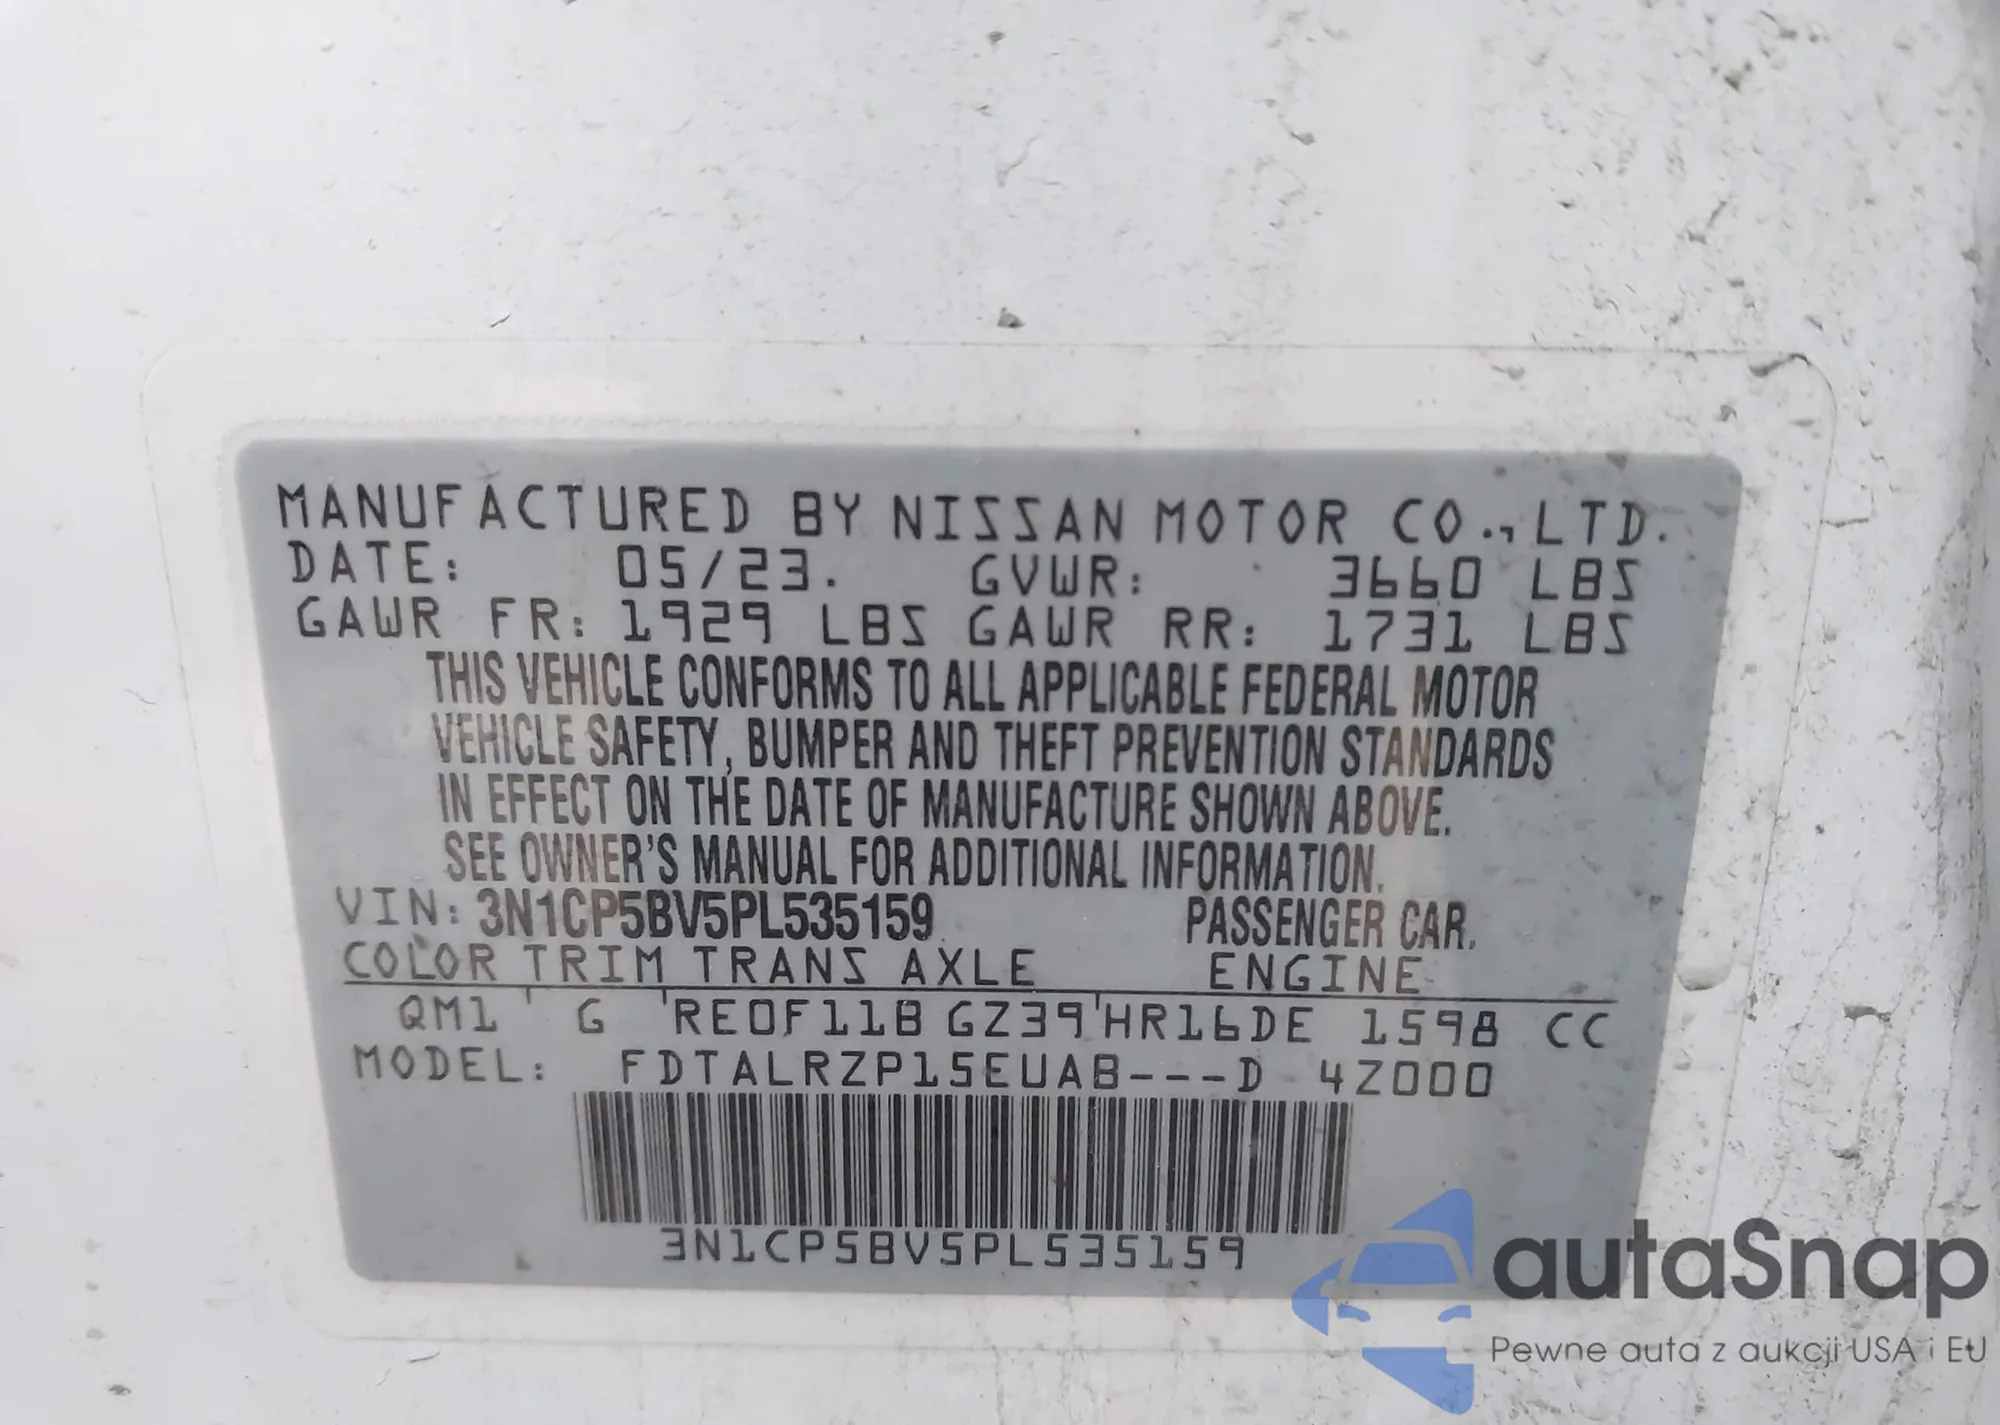 MANUFACTURED BY NISSAN MOTOR CO.,LTD.
DATE: 05/23. GVWR: 3660 LBS
GAWR FR: 1929 LBS GAWR RR: 1731 LBS
THIS VEHICLE CONFORMS TO ALL APPLICABLE FEDERAL MOTOR
VEHICLE SAFETY, BUMPER AND THEFT PREVENTION STANDARDS
IN EFFECT ON THE DATE OF MANUFACTURE SHOWN ABOVE.
SEE OWNER'S MANUAL FOR ADDITIONAL INFORMATION.
VIN: 3N1CP5BV5PL535159 PASSENGER CAR.
COLOR TRIM TRANS AXLE ENGINE
QM1 ' G 'RE0F11B GZ39'HR16DE 1598 CC
MODEL: FDTALRZP15EUAB---D 4Z000
3N1CP5BV5PL535159
autaSnap
Pewne auta z aukcji USA i EU